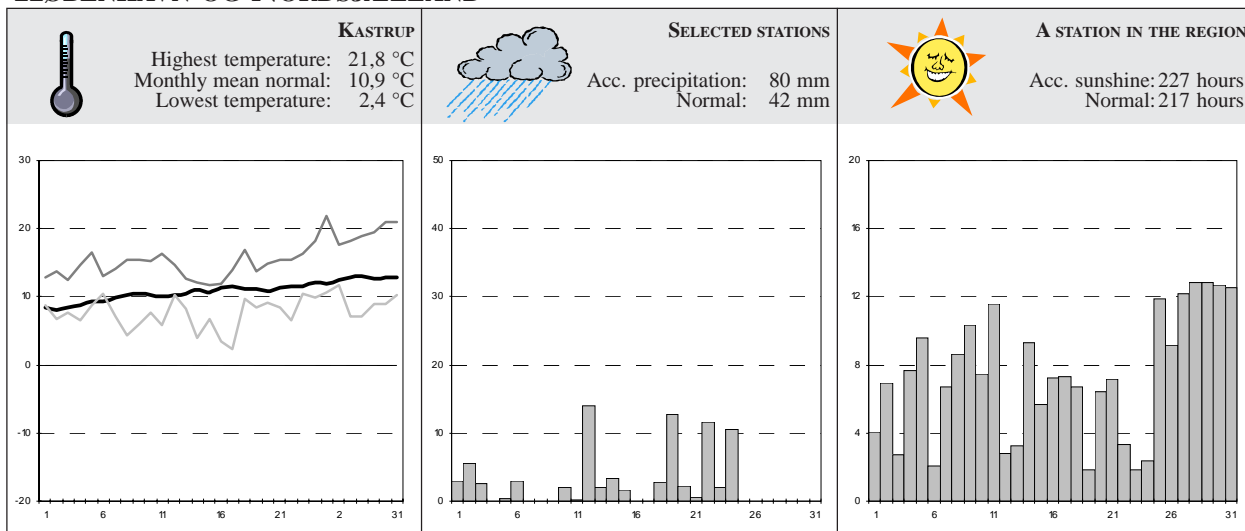 KASTRUP
Highest temperature: 21,8 °C
Monthly mean normal: 10,9 °C
Lowest temperature: 2,4 °C
SELECTED STATIONS
Acc. precipitation: 80 mm
Normal: 42 mm
A STATION IN THE REGION
Acc. sunshine: 227 hours
Normal: 217 hours
30
20
10
0
-10
-20
1 6 11 16 21 2 31
50
40
30
20
10
0
1 6 11 16 21 26 31
20
16
12
8
4
0
1 6 11 16 21 26 31